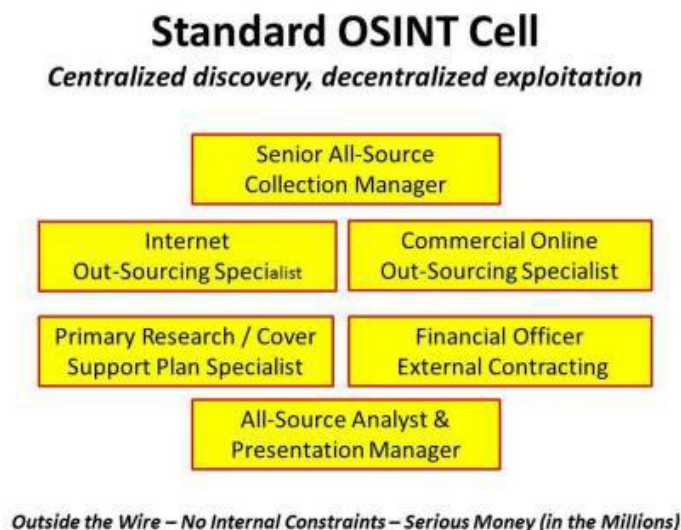 Standard OSINT Cell
Centralized discovery, decentralized exploitation
Senior All-Source
Collection Manager
Internet
Out-Sourcing Specialist
Commercial Online
Out-Sourcing Specialist
Primary Research / Cover
Support Plan Specialist
Financial Officer
External Contracting
All-Source Analyst &
Presentation Manager
Outside the Wire – No Internal Constraints – Serious Money (in the Millions)